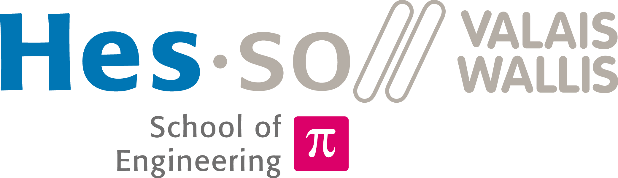 Hes·so
VALAIS
WALLIS
School of
Engineering π